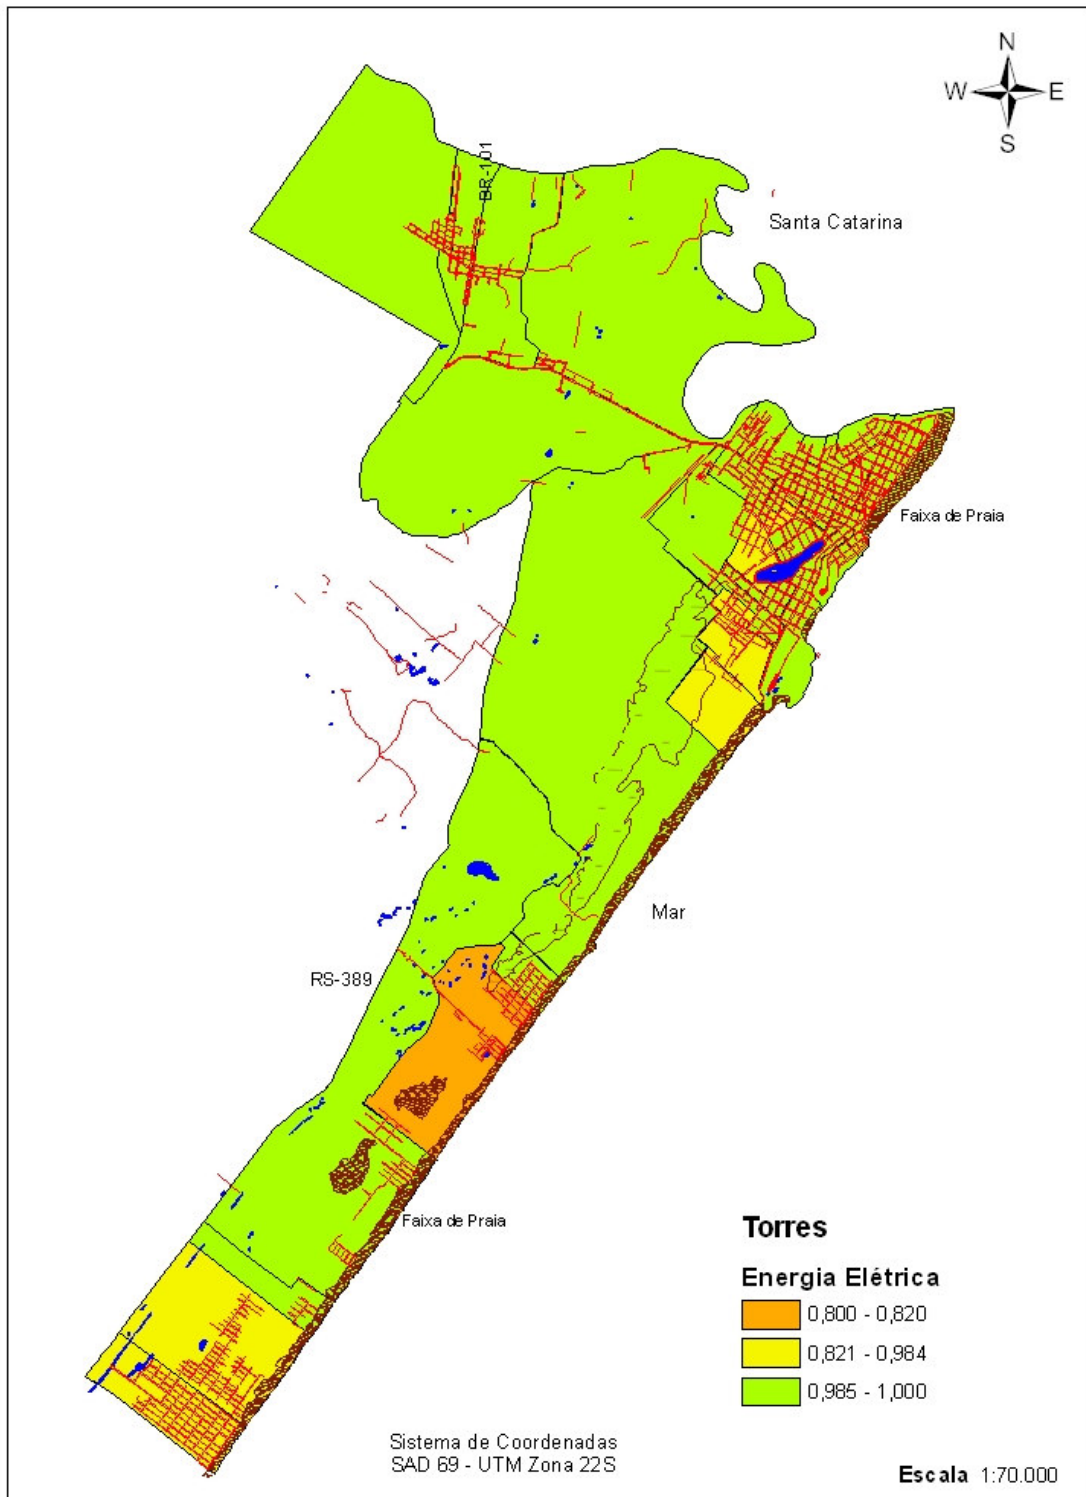 N
W E
S
BR-101
Santa Catarina
Faixa de Praia
Mar
RS-389
Faixa de Praia
Torres
Energia Elétrica
0,800 - 0,820
0,821 - 0,984
0,985 - 1,000
Sistema de Coordenadas
SAD 69 - UTM Zona 22S
Escala 1:70.000